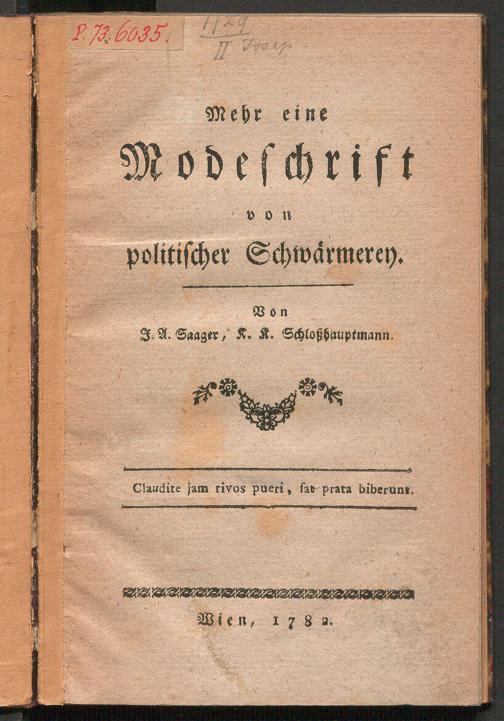 P. 73. 6035.
1129
II
Mehr eine
Modeſchrift
von
politiſcher Schwärmerey.
Von
J. A. Saager, K. K. Schloßhauptmann.
Claudite jam rivos pueri, ſat prata biberunt.
Wien, 1782.